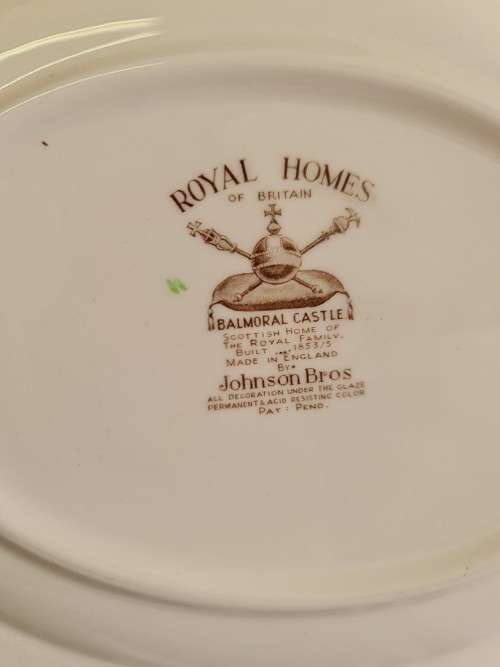 ROYAL HOMES
OF BRITAIN
BALMORAL CASTLE
SCOTTISH HOME OF
THE ROYAL FAMILY.
BUILT 1853/5
MADE IN ENGLAND
BY
Johnson Bros
ALL DECORATION UNDER THE GLAZE
PERMANENT & ACID RESISTING COLOR
PAT: PEND.